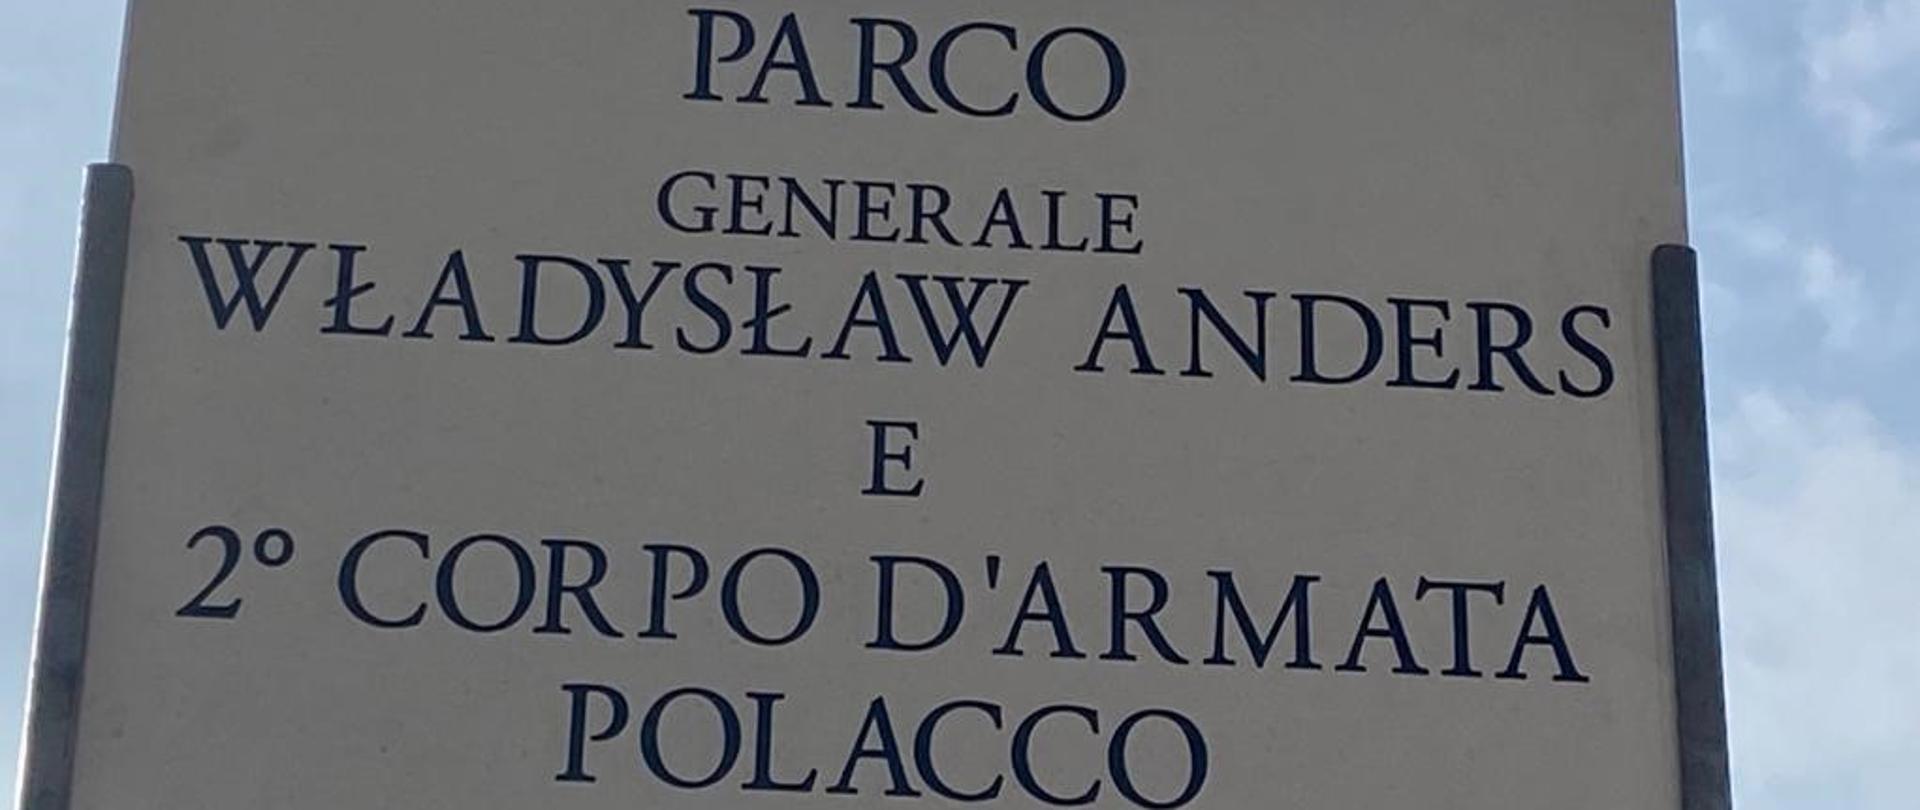 PARCO
GENERALE
WŁADYSŁAW ANDERS
E
2° CORPO D'ARMATA
POLACCO